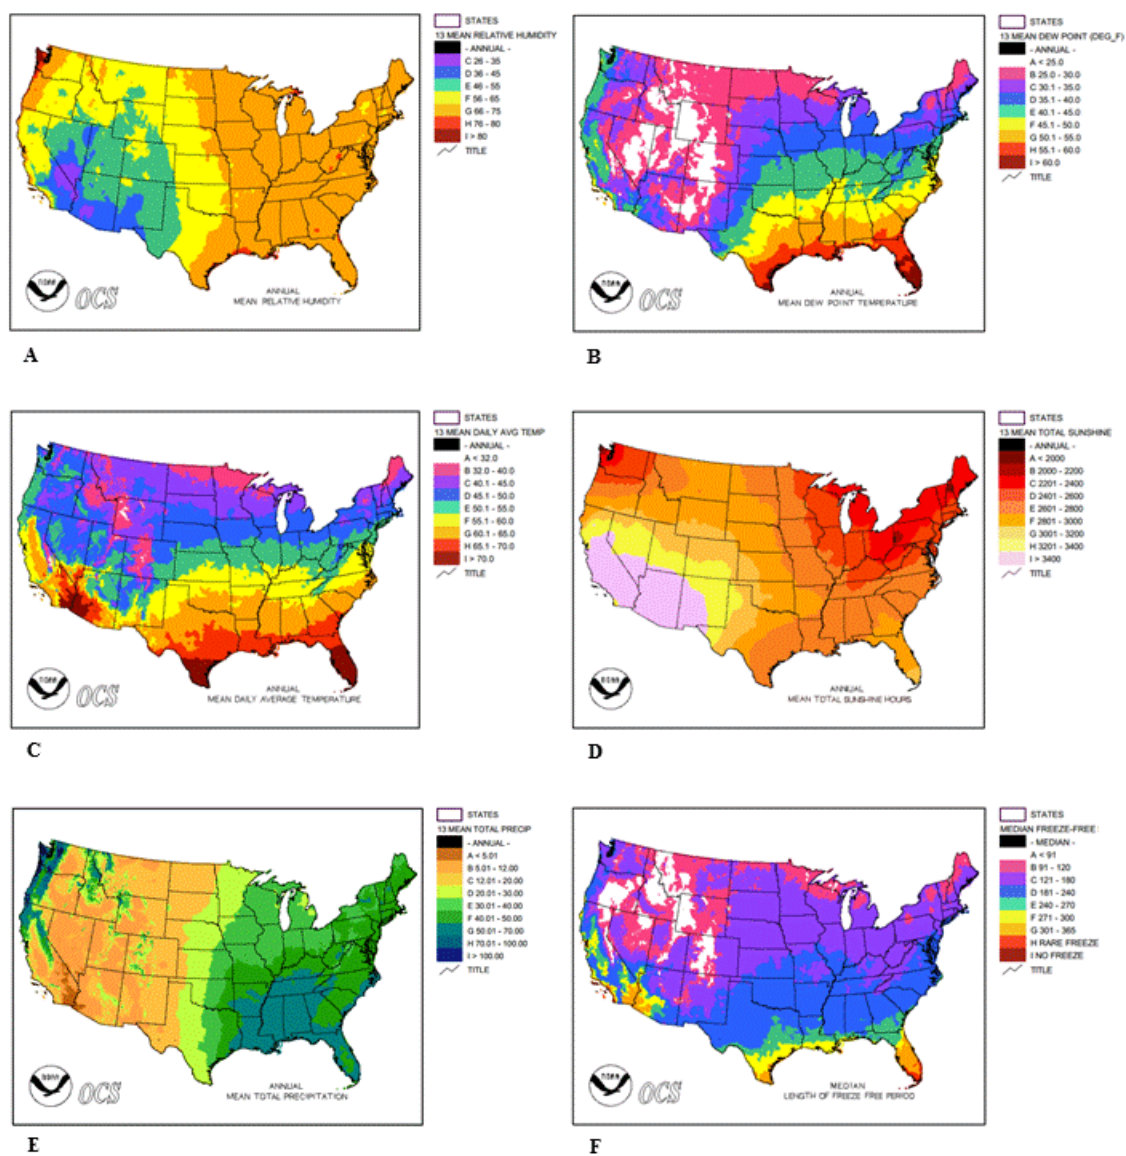 STATES
13 MEAN RELATIVE HUMIDITY
- ANNUAL -
C 26 - 35
D 36 - 45
E 46 - 55
F 56 - 65
G 66 - 75
H 76 - 80
I > 80
TITLE
noaa
OCS
ANNUAL
MEAN RELATIVE HUMIDITY
A
STATES
13 MEAN DEW POINT (DEG_F)
- ANNUAL -
A < 25.0
B 25.0 - 30.0
C 30.1 - 35.0
D 35.1 - 40.0
E 40.1 - 45.0
F 45.1 - 50.0
G 50.1 - 55.0
H 55.1 - 60.0
I > 60.0
TITLE
noaa
OCS
ANNUAL
MEAN DEW POINT TEMPERATURE
B
STATES
13 MEAN DAILY AVG TEMP
- ANNUAL -
A < 32.0
B 32.0 - 40.0
C 40.1 - 45.0
D 45.1 - 50.0
E 50.1 - 55.0
F 55.1 - 60.0
G 60.1 - 65.0
H 65.1 - 70.0
I > 70.0
TITLE
noaa
OCS
ANNUAL
MEAN DAILY AVERAGE TEMPERATURE
C
STATES
13 MEAN TOTAL SUNSHINE
- ANNUAL -
A < 2000
B 2000 - 2200
C 2201 - 2400
D 2401 - 2600
E 2601 - 2800
F 2801 - 3000
G 3001 - 3200
H 3201 - 3400
I > 3400
TITLE
noaa
ANNUAL
MEAN TOTAL SUNSHINE HOURS
D
STATES
13 MEAN TOTAL PRECIP
- ANNUAL -
A < 5.01
B 5.01 - 12.00
C 12.01 - 20.00
D 20.01 - 30.00
E 30.01 - 40.00
F 40.01 - 50.00
G 50.01 - 70.00
H 70.01 - 100.00
I > 100.00
TITLE
noaa
OCS
ANNUAL
MEAN TOTAL PRECIPITATION
E
STATES
MEDIAN FREEZE-FREE
- MEDIAN -
A < 91
B 91 - 120
C 121 - 180
D 181 - 240
E 240 - 270
F 271 - 300
G 301 - 365
H RARE FREEZE
I NO FREEZE
TITLE
noaa
OCS
MEDIAN
LENGTH OF FREEZE FREE PERIOD
F